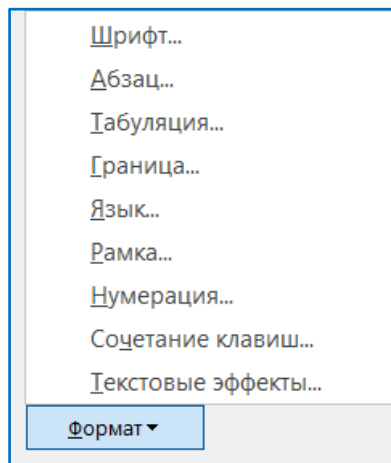 Шрифт...
Абзац...
Табуляция...
Граница...
Язык...
Рамка...
Нумерация...
Сочетание клавиш...
Текстовые эффекты...
Формат▼